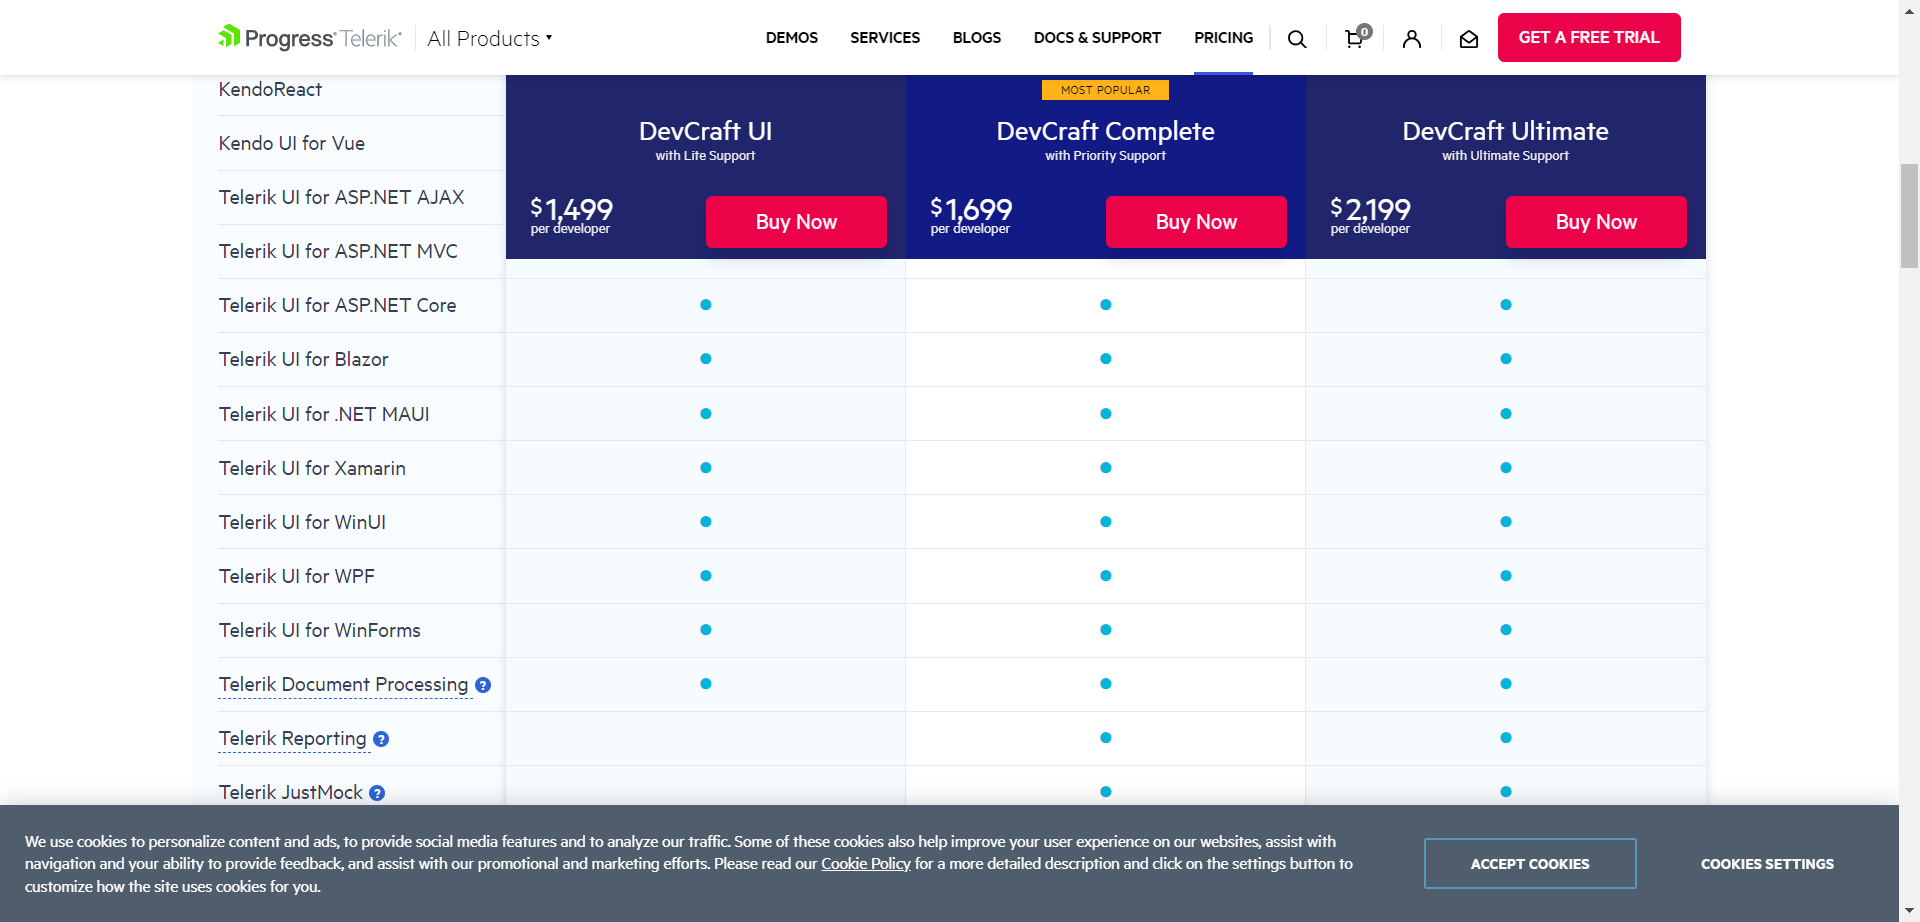 Progress Telerik
All Products
DEMOS
SERVICES
BLOGS
DOCS & SUPPORT
PRICING
0
GET A FREE TRIAL
MOST POPULAR
DevCraft UI
with Lite Support
$1,499
per developer
Buy Now
DevCraft Complete
with Priority Support
$1,699
per developer
Buy Now
DevCraft Ultimate
with Ultimate Support
$2,199
per developer
Buy Now
KendoReact
Kendo UI for Vue
Telerik UI for ASP.NET AJAX
Telerik UI for ASP.NET MVC
Telerik UI for ASP.NET Core
Telerik UI for Blazor
Telerik UI for .NET MAUI
Telerik UI for Xamarin
Telerik UI for WinUI
Telerik UI for WPF
Telerik UI for WinForms
Telerik Document Processing ?
Telerik Reporting ?
Telerik JustMock ?
We use cookies to personalize content and ads, to provide social media features and to analyze our traffic. Some of these cookies also help improve your user experience on our websites, assist with
navigation and your ability to provide feedback, and assist with our promotional and marketing efforts. Please read our Cookie Policy for a more detailed description and click on the settings button to
customize how the site uses cookies for you.
ACCEPT COOKIES
COOKIES SETTINGS